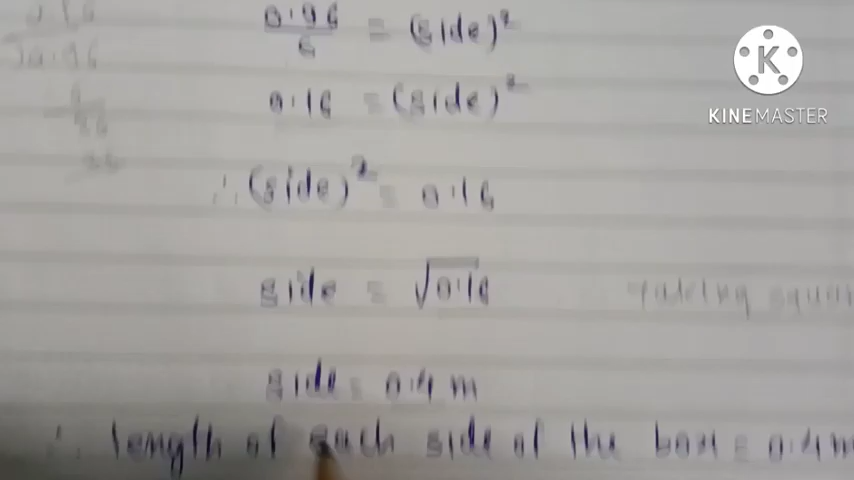 0.96/6 = (side)²
0.16 = (side)²
∴ (side)² = 0.16
side = √0.16
side = 0.4 m
∴ length of each side of the box = 0.4m
KINEMASTER